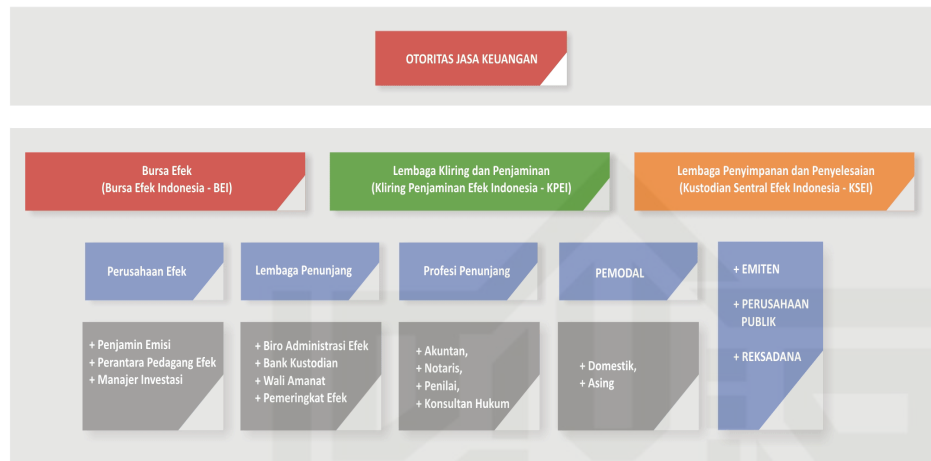 OTORITAS JASA KEUANGAN
Bursa Efek
(Bursa Efek Indonesia - BEI)
Lembaga Kliring dan Penjaminan
(Kliring Penjaminan Efek Indonesia - KPEI)
Lembaga Penyimpanan dan Penyelesaian
(Kustodian Sentral Efek Indonesia - KSEI)
Perusahaan Efek
Lembaga Penunjang
Profesi Penunjang
PEMODAL
+ EMITEN
+ PERUSAHAAN
PUBLIK
+ REKSADANA
+ Penjamin Emisi
+ Perantara Pedagang Efek
+ Manajer Investasi
+ Biro Administrasi Efek
+ Bank Kustodian
+ Wali Amanat
+ Pemeringkat Efek
+ Akuntan,
+ Notaris,
+ Penilai,
+ Konsultan Hukum
+ Domestik,
+ Asing